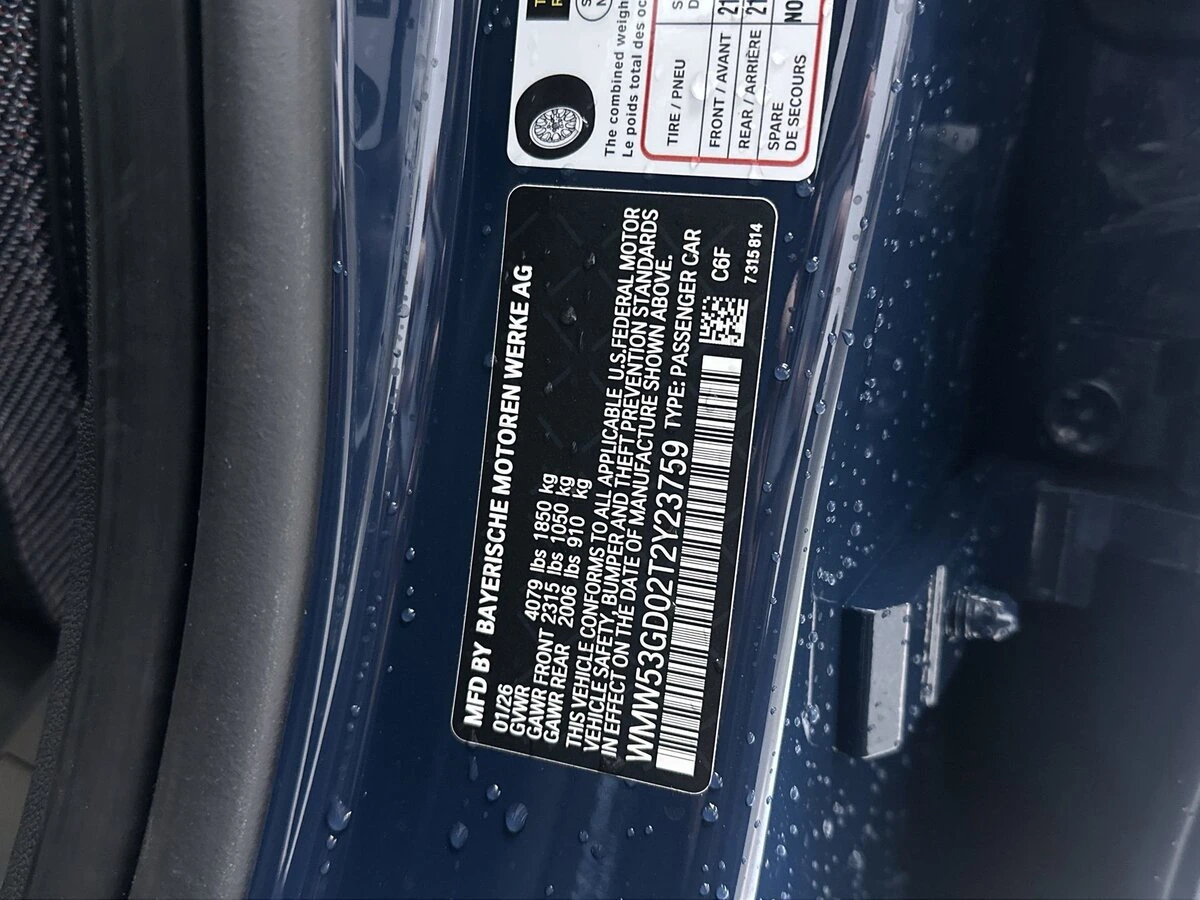 The combined weigh
Le poids total des oc
TIRE / PNEU
FRONT / AVANT 21
REAR / ARRIÈRE 21
SPARE NO
DE SECOURS
MFD BY BAYERISCHE MOTOREN WERKE AG
01/26
GVWR 4079 lbs 1850 kg
GAWR FRONT 2315 lbs 1050 kg
GAWR REAR 2006 lbs 910 kg
THIS VEHICLE CONFORMS TO ALL APPLICABLE U.S.FEDERAL MOTOR
VEHICLE SAFETY, BUMPER AND THEFT PREVENTION STANDARDS
IN EFFECT ON THE DATE OF MANUFACTURE SHOWN ABOVE.
WMW53GD02T2Y23759 TYPE: PASSENGER CAR
C6F
7315814